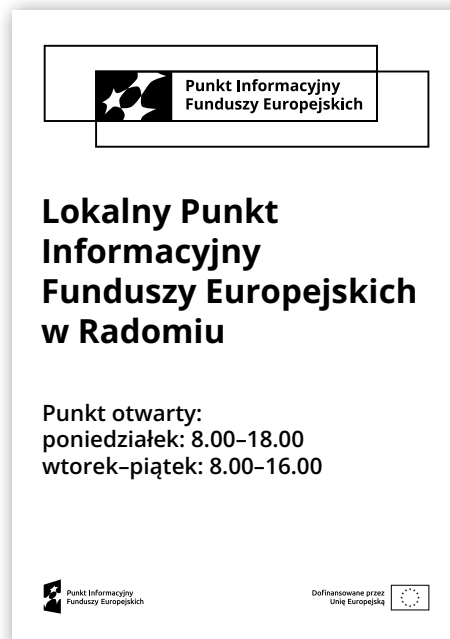 Punkt Informacyjny
Funduszy Europejskich
Lokalny Punkt
Informacyjny
Funduszy Europejskich
w Radomiu
Punkt otwarty:
poniedziałek: 8.00–18.00
wtorek–piątek: 8.00–16.00
Punkt Informacyjny
Funduszy Europejskich
Dofinansowane przez
Unię Europejską